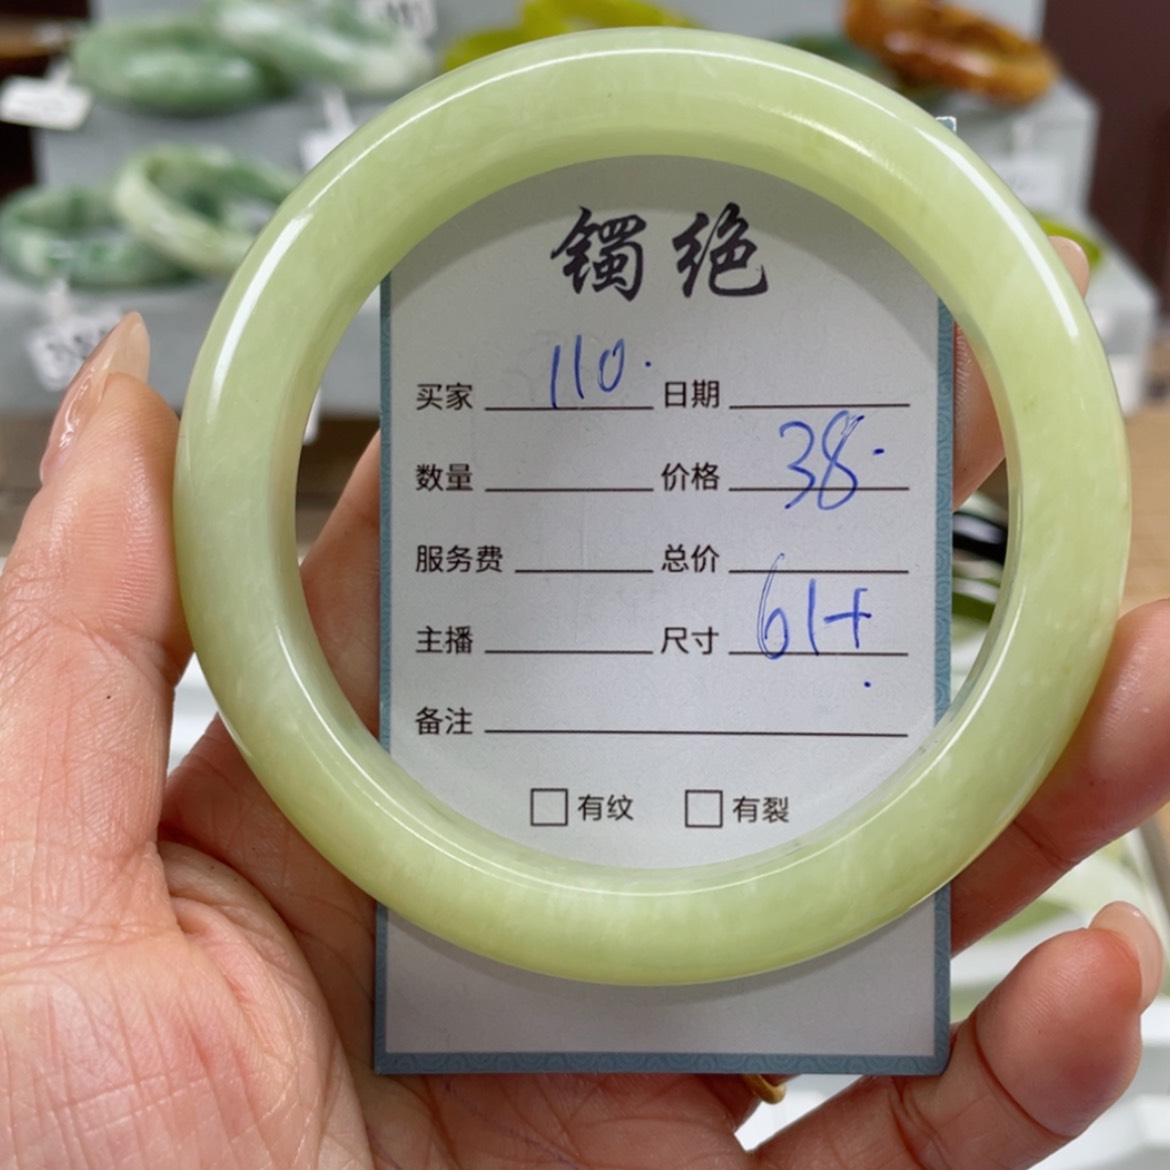 镯绝
买家 110. 日期
数量 价格 38.
服务费 总价
主播 尺寸 61+
备注
□有纹 □有裂